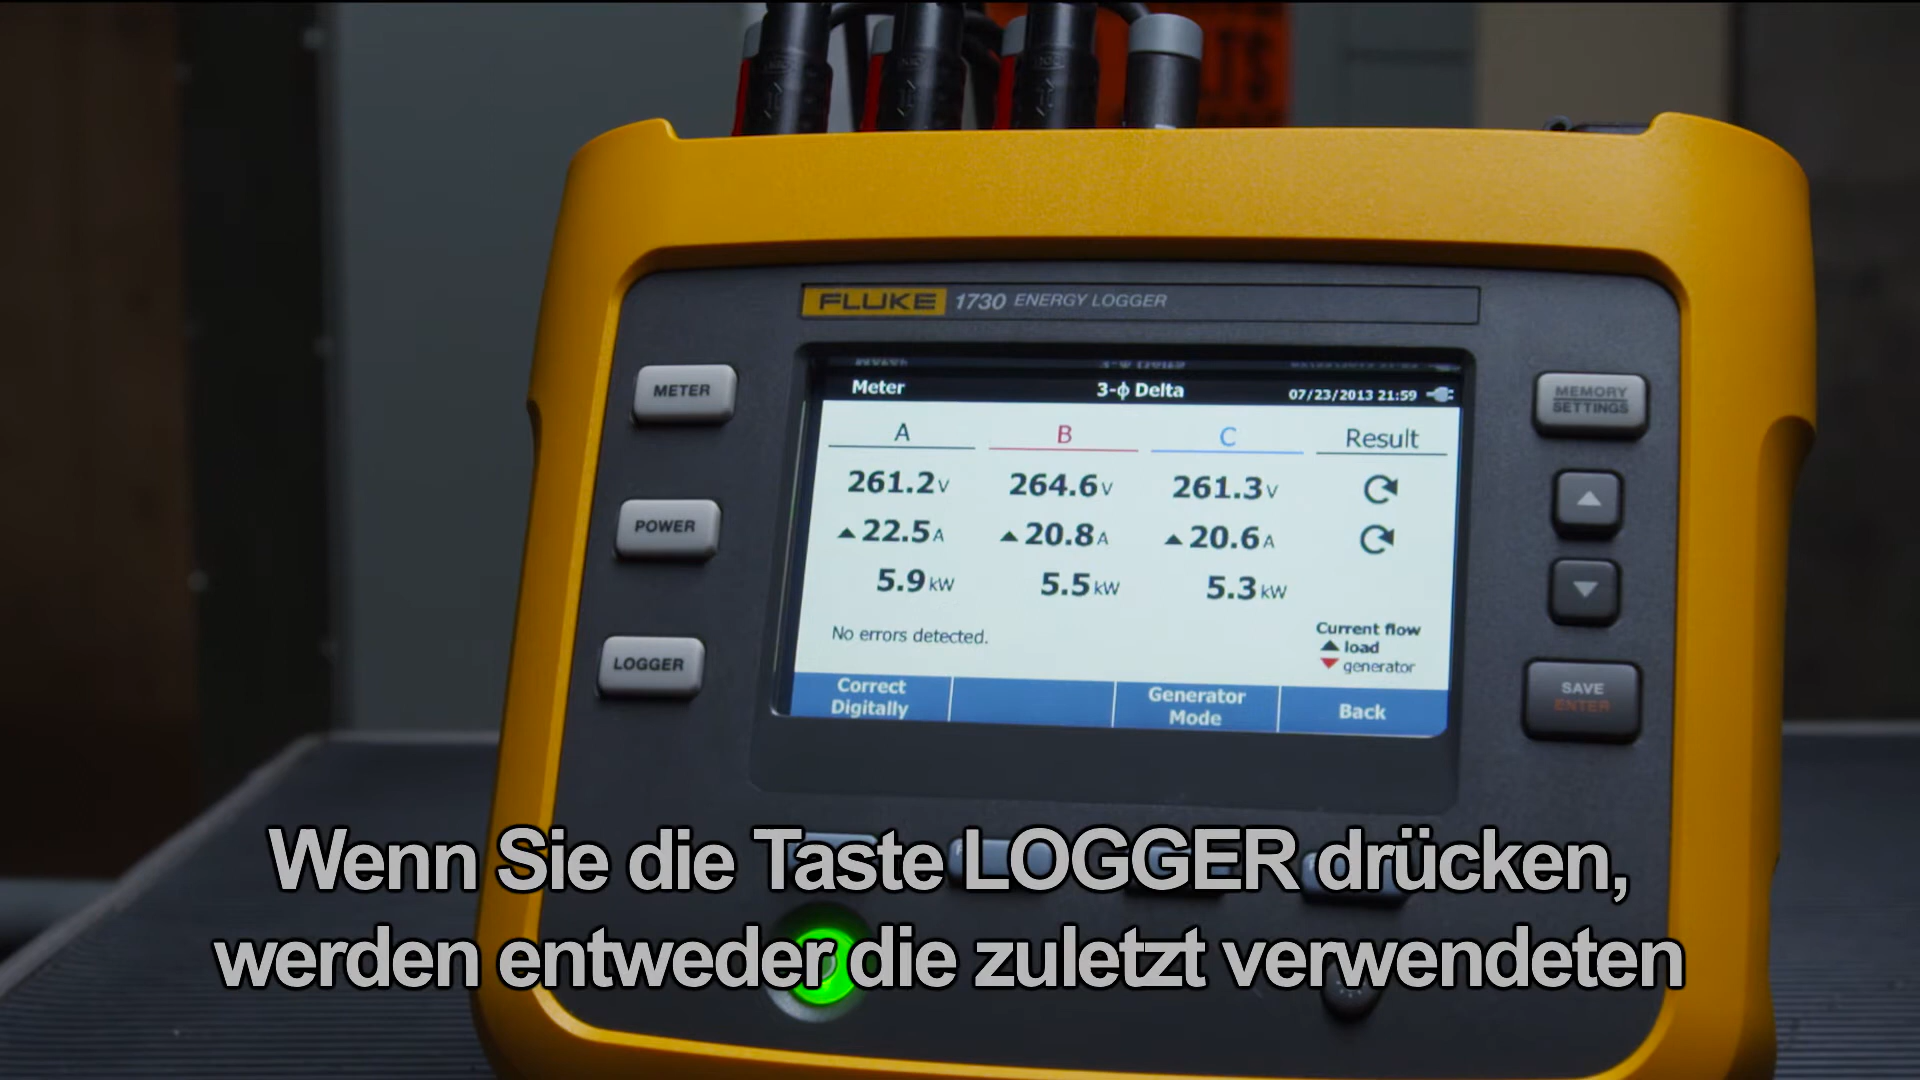 FLUKE 1730 ENERGY LOGGER
METER
POWER
LOGGER
MEMORY
SETTINGS
SAVE
ENTER
Meter 3-ϕ Delta 07/23/2013 21:59
A B C Result
261.2 V 264.6 V 261.3 V
▲ 22.5 A ▲ 20.8 A ▲ 20.6 A
5.9 kW 5.5 kW 5.3 kW
No errors detected.
Current flow
▲ load
▼ generator
Correct
Digitally
Generator
Mode
Back
Wenn Sie die Taste LOGGER drücken,
werden entweder die zuletzt verwendeten